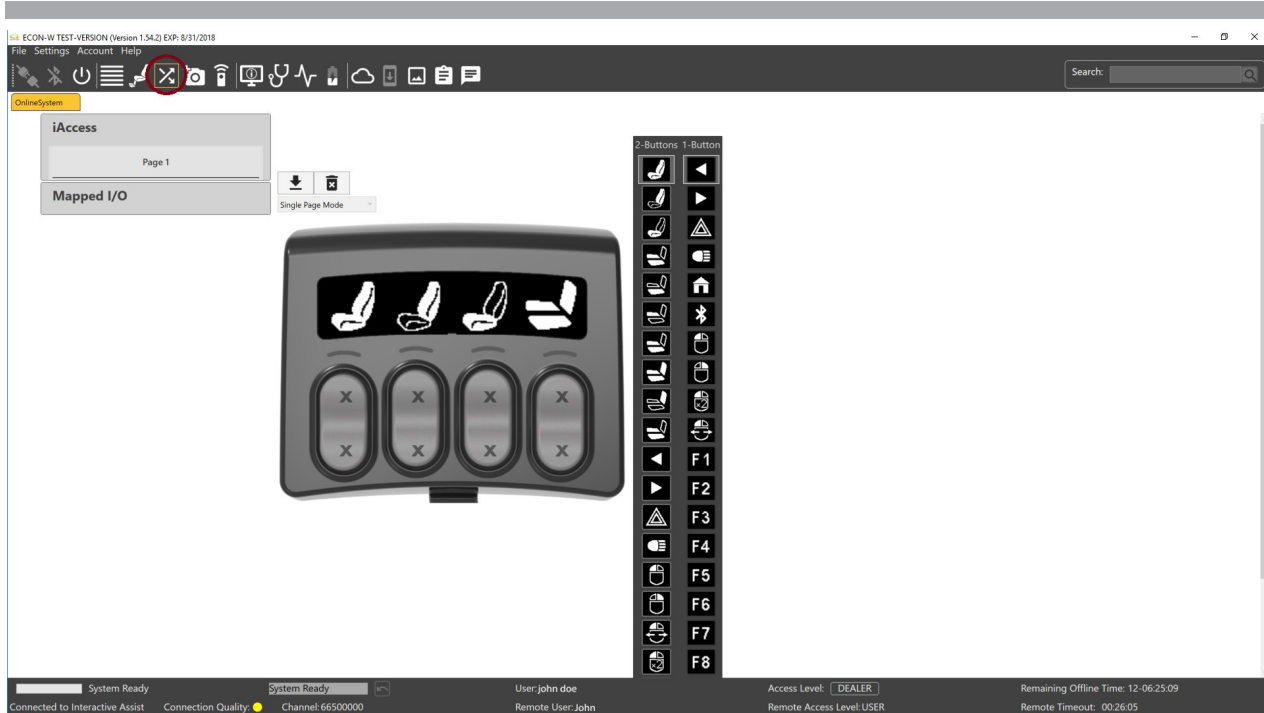 ECON-W TEST-VERSION (Version 1.54.2) EXP: 8/31/2018
File Settings Account Help
Search:
OnlineSystem
iAccess
Page 1
Mapped I/O
Single Page Mode
2-Buttons 1-Button
X X X X
X X X X
x2
F1
F2
F3
F4
F5
F6
F7
x2 F8
System Ready System Ready User: john doe Access Level: DEALER Remaining Offline Time: 12-06:25:09
Connected to Interactive Assist Connection Quality: Channel: 66500000 Remote User: John Remote Access Level: USER Remote Timeout: 00:26:05